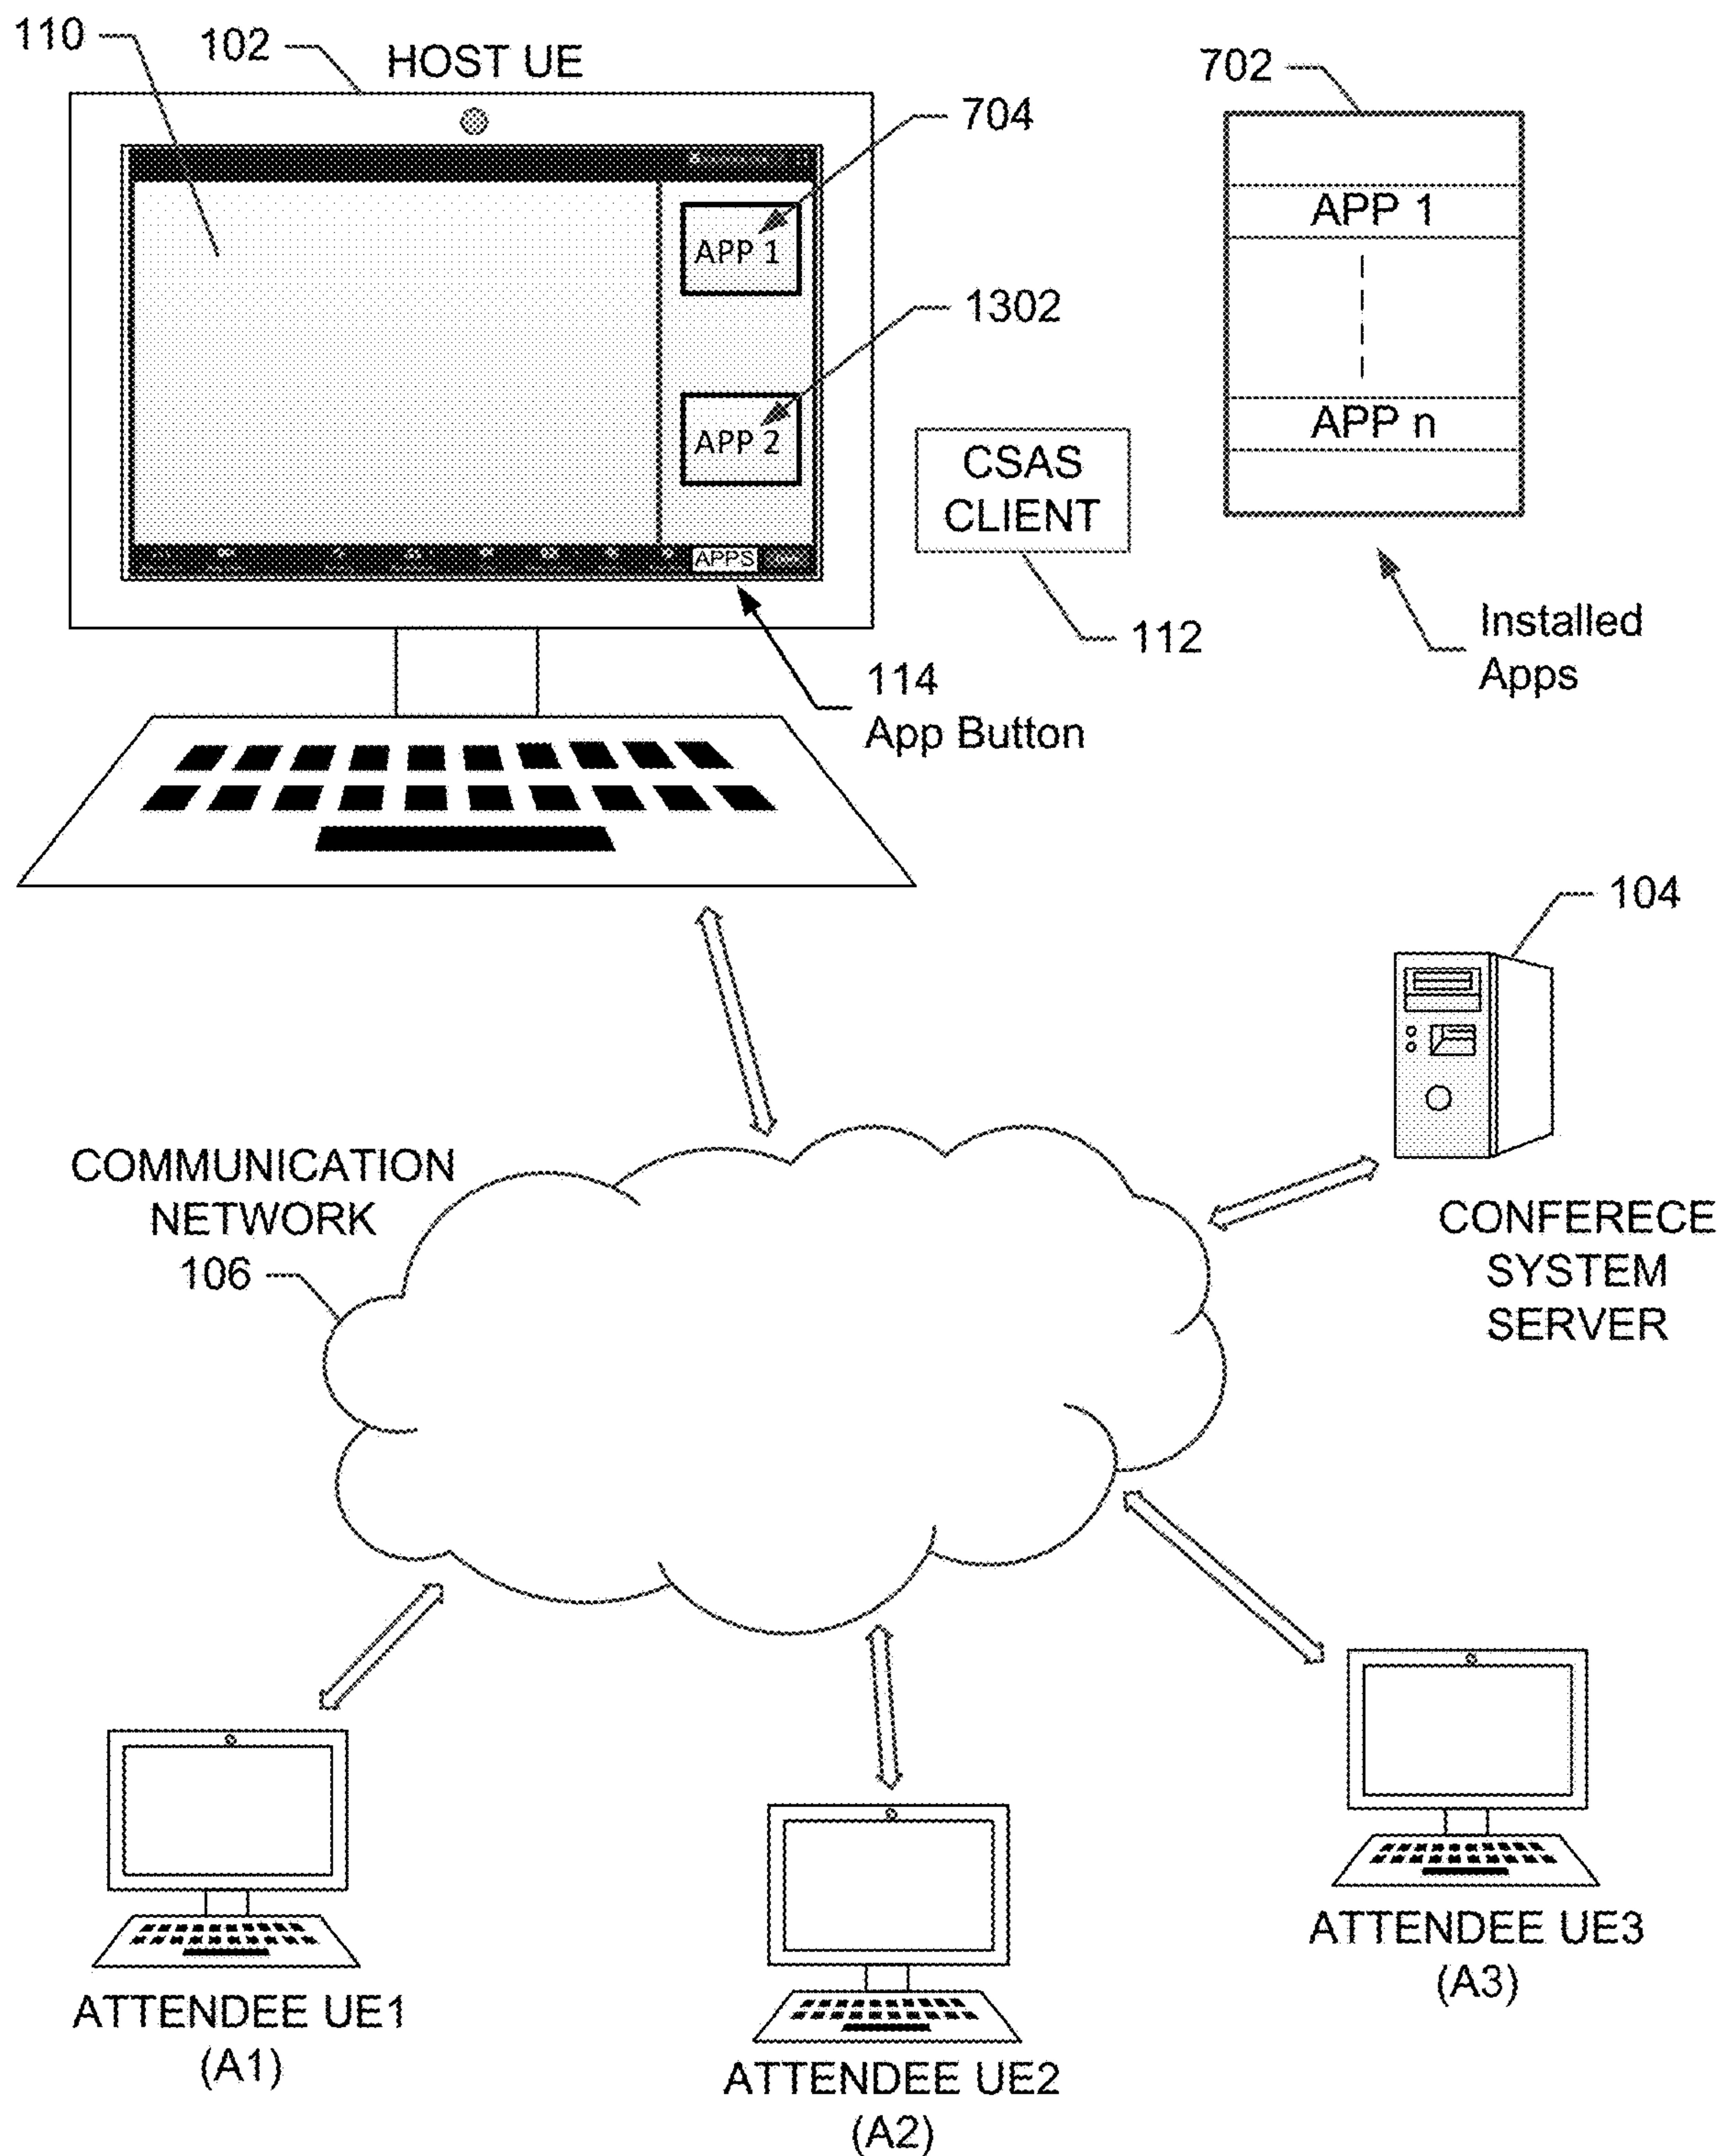 110
102
HOST UE
702
704
APP 1
1302
APP 2
APPS
CSAS
CLIENT
112
APP 1
APP n
Installed
Apps
114
App Button
104
COMMUNICATION
NETWORK
106
CONFERECE
SYSTEM
SERVER
ATTENDEE UE1
(A1)
ATTENDEE UE2
(A2)
ATTENDEE UE3
(A3)